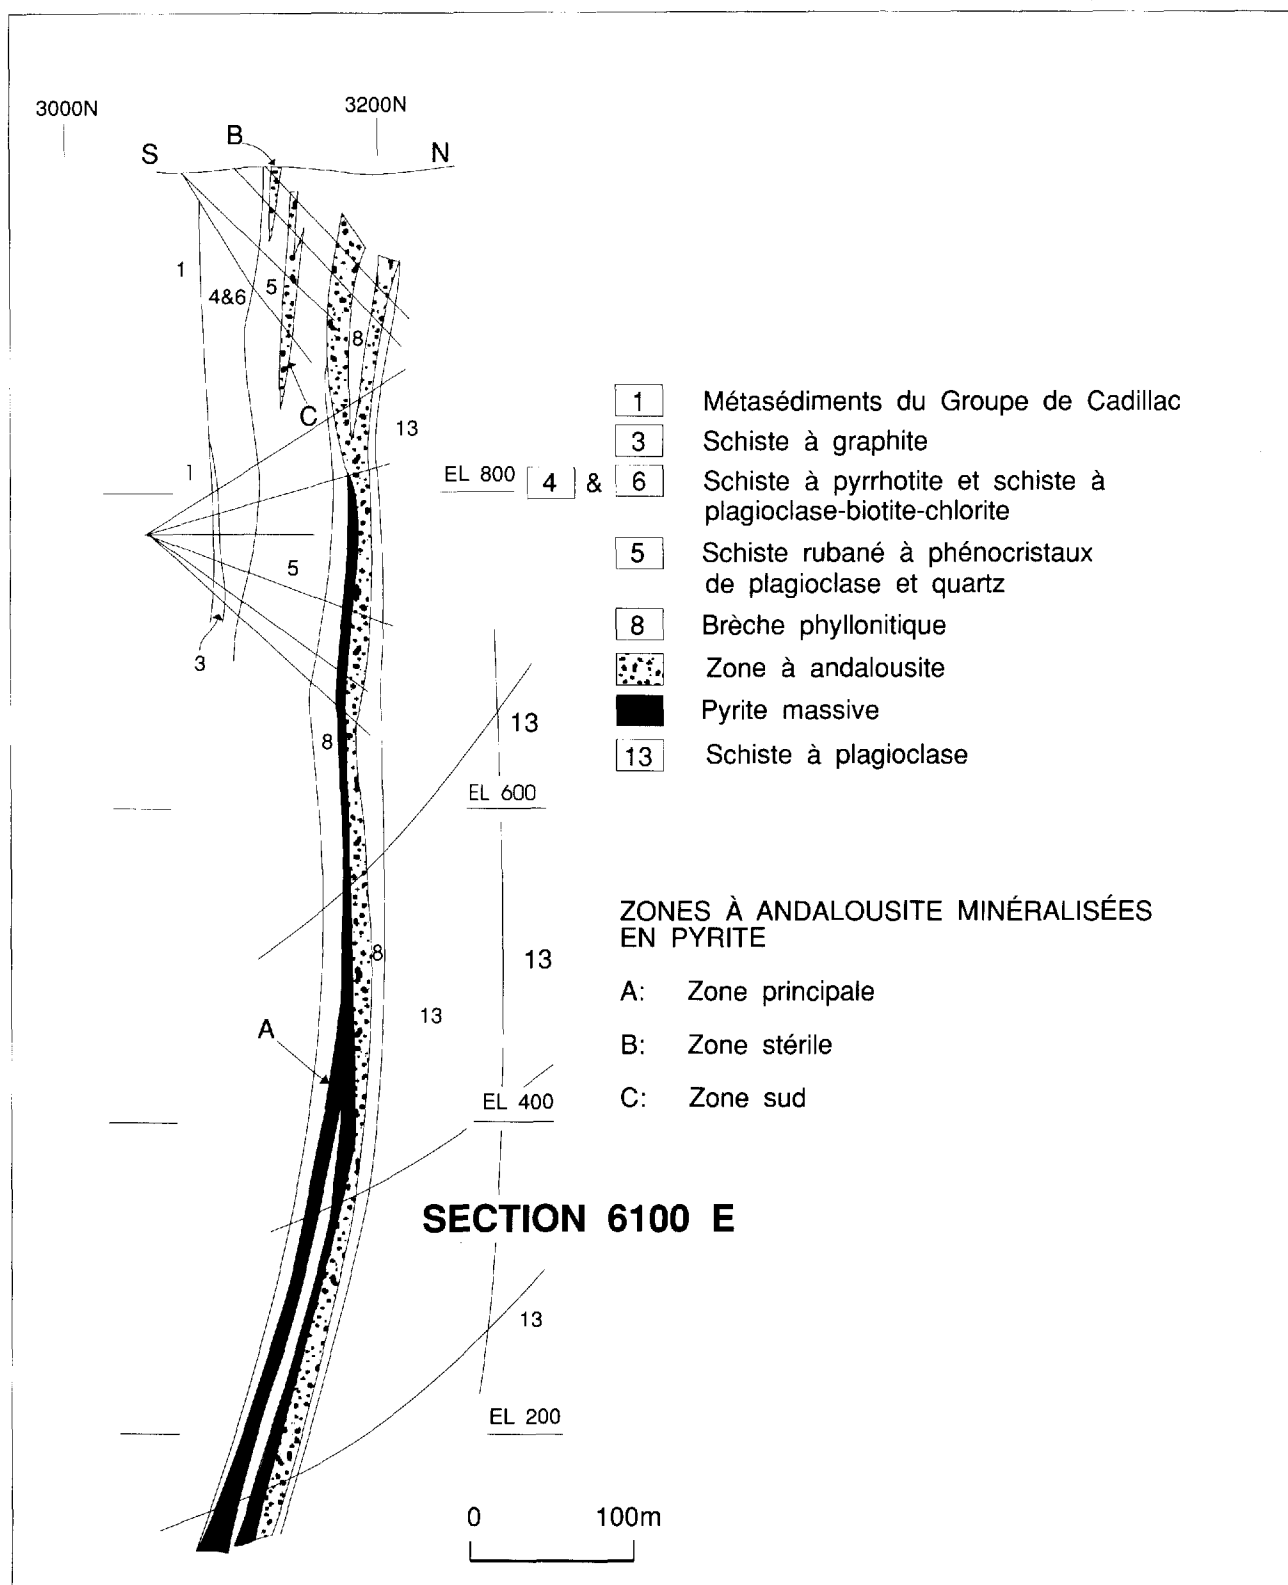 3000N
3200N
B
S
N
1
4&6
5
8
C
13
1
EL 800
5
3
13
8
EL 600
8
13
13
A
EL 400
SECTION 6100 E
13
EL 200
0 100m
1 Métasédiments du Groupe de Cadillac
3 Schiste à graphite
4 & 6 Schiste à pyrrhotite et schiste à
plagioclase-biotite-chlorite
5 Schiste rubané à phénocristaux
de plagioclase et quartz
8 Brèche phyllonitique
Zone à andalousite
Pyrite massive
13 Schiste à plagioclase
ZONES À ANDALOUSITE MINÉRALISÉES
EN PYRITE
A: Zone principale
B: Zone stérile
C: Zone sud